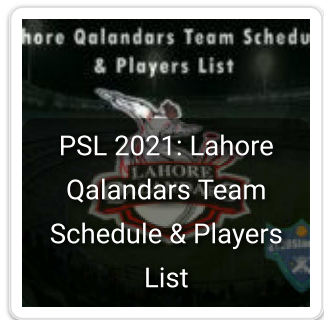 hore Qalandars Team Schedu
& Players List
PSL 2021: Lahore
Qalandars Team
Schedule & Players
List
LAHORE